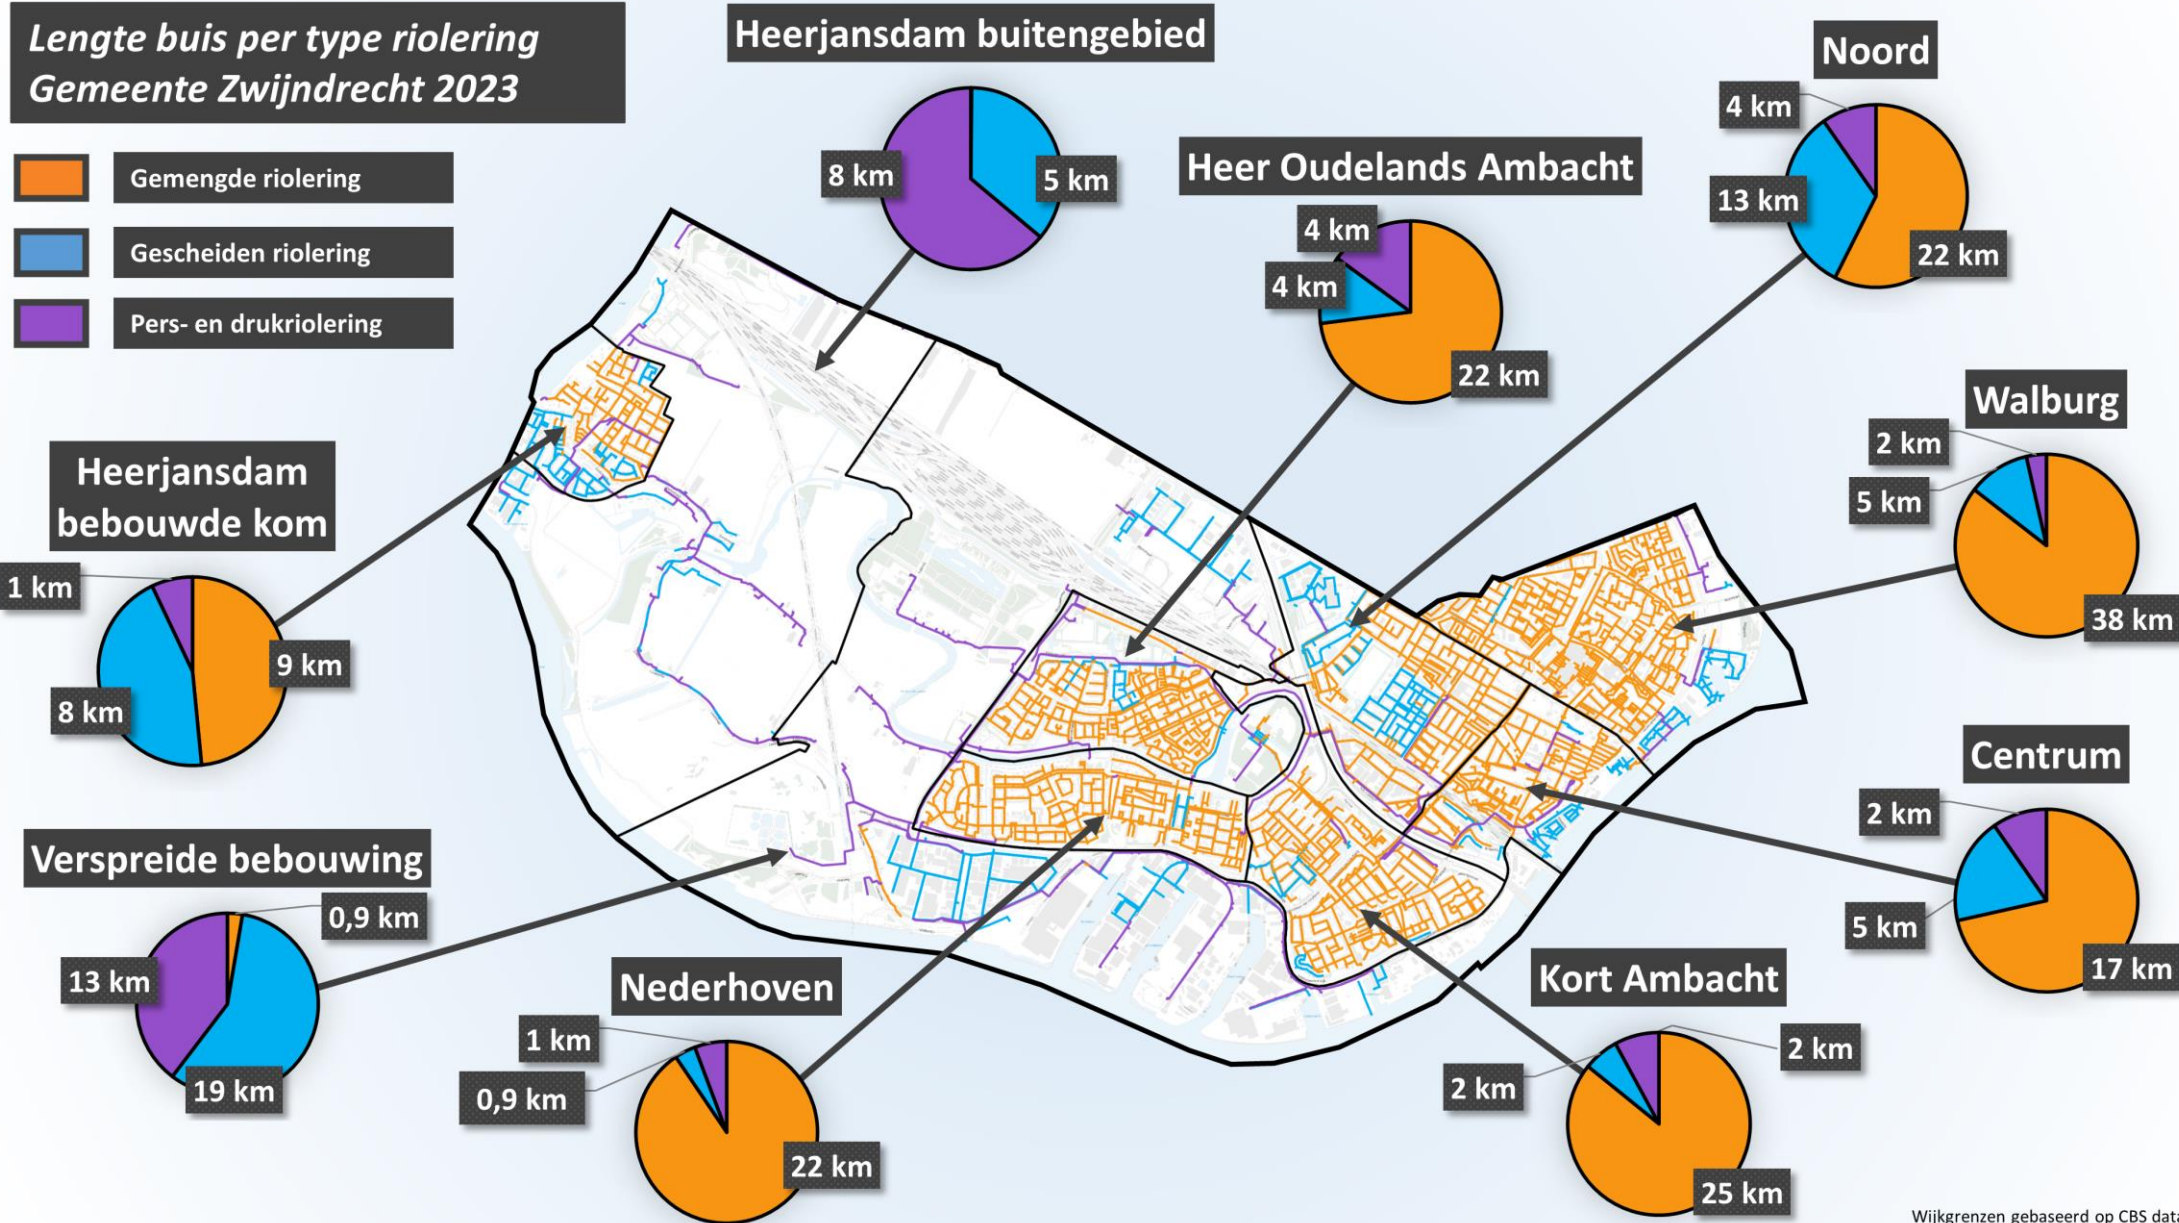 Lengte buis per type riolering
Gemeente Zwijndrecht 2023
Gemengde riolering
Gescheiden riolering
Pers- en drukriolering
Heerjansdam buitengebied
8 km
5 km
Heer Oudelands Ambacht
4 km
4 km
22 km
Noord
4 km
13 km
22 km
Walburg
2 km
5 km
38 km
Heerjansdam
bebouwde kom
1 km
9 km
8 km
Centrum
2 km
5 km
17 km
Verspreide bebouwing
0,9 km
13 km
19 km
Nederhoven
1 km
0,9 km
22 km
Kort Ambacht
2 km
2 km
25 km
Wijkgrenzen gebaseerd op CBS data